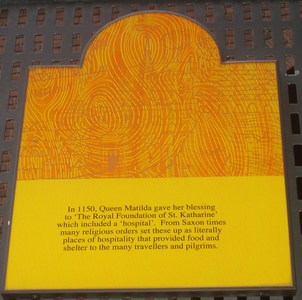 In 1150, Queen Matilda gave her blessing
to 'The Royal Foundation of St. Katharine'
which included a 'hospital'. From Saxon times
many religious orders set these up as literally
places of hospitality that provided food and
shelter to the many travellers and pilgrims.